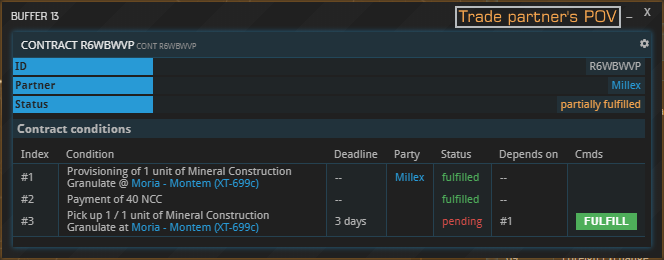 BUFFER 13
Trade partner's POV
_ X
CONTRACT R6WBWVP CONT R6WBWVP
ID R6WBWVP
Partner Millex
Status partially fulfilled
Contract conditions
Index Condition Deadline Party Status Depends on Cmds
#1 Provisioning of 1 unit of Mineral Construction Granulate @ Moria - Montem (XT-699c) -- Millex fulfilled --
#2 Payment of 40 NCC -- fulfilled --
#3 Pick up 1 / 1 unit of Mineral Construction Granulate at Moria - Montem (XT-699c) 3 days pending #1 FULFILL